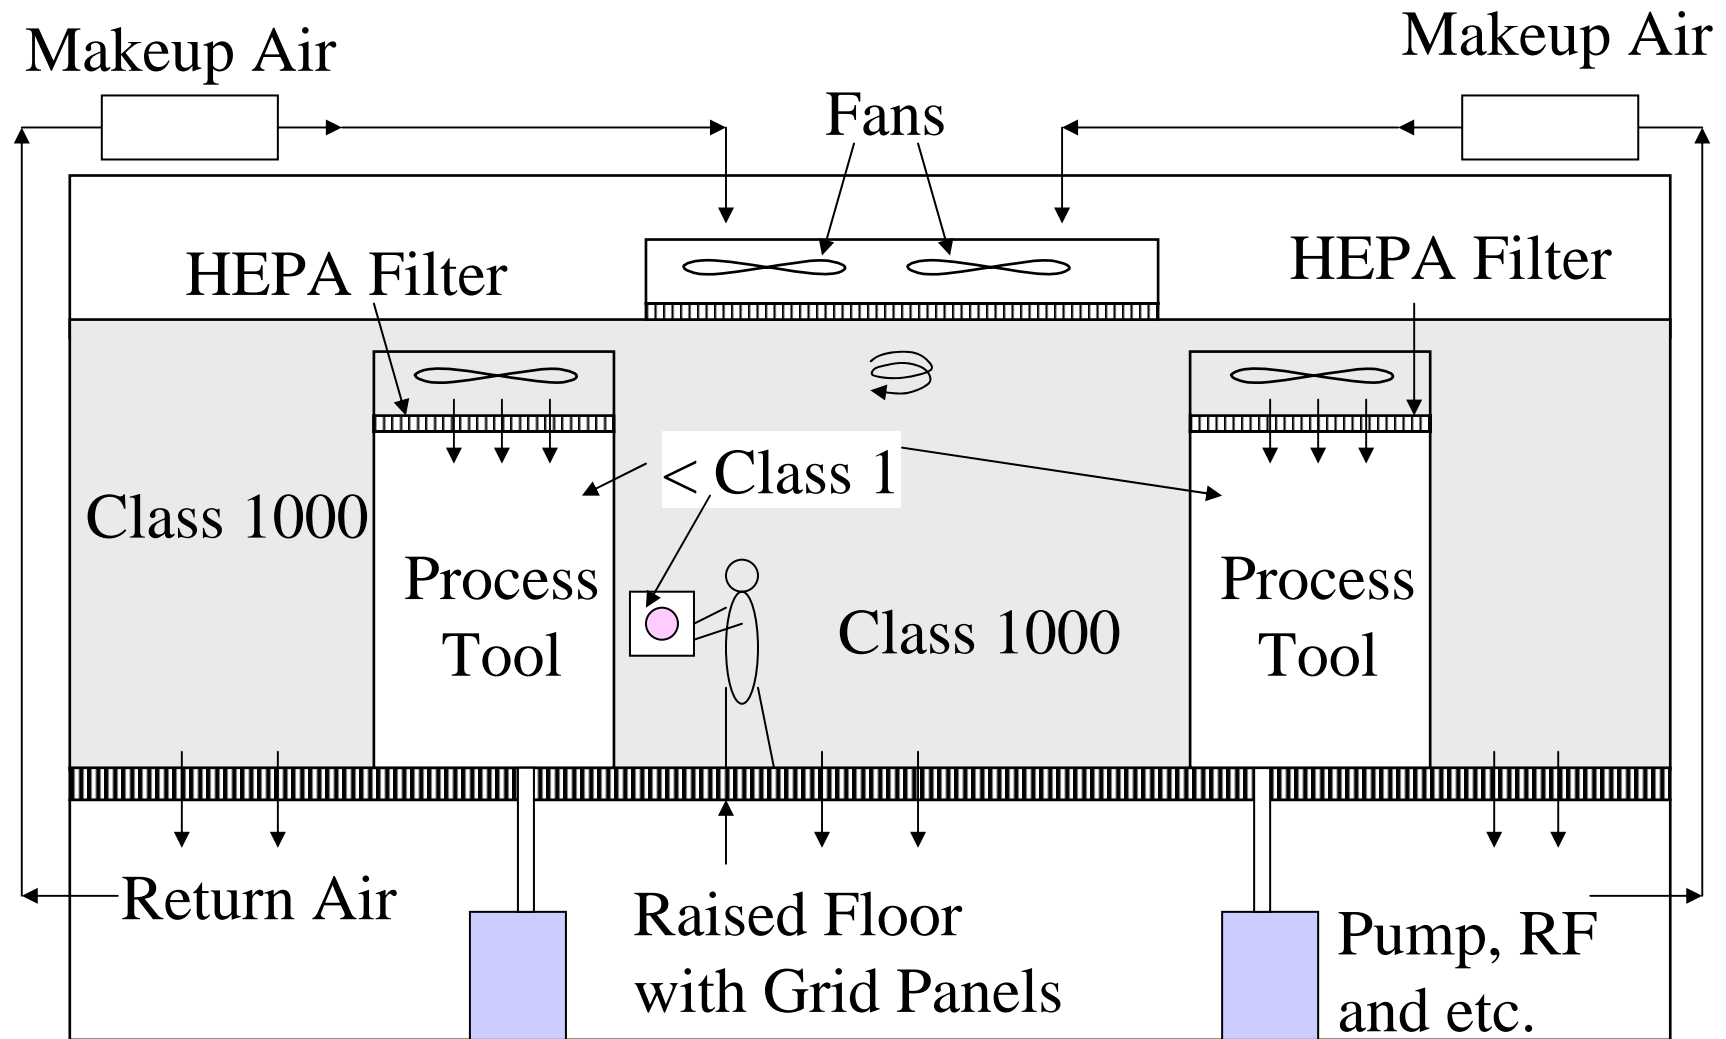 Makeup Air
Makeup Air
Fans
HEPA Filter
HEPA Filter
< Class 1
Class 1000
Process
Tool
Class 1000
Process
Tool
Return Air
Raised Floor
with Grid Panels
Pump, RF
and etc.